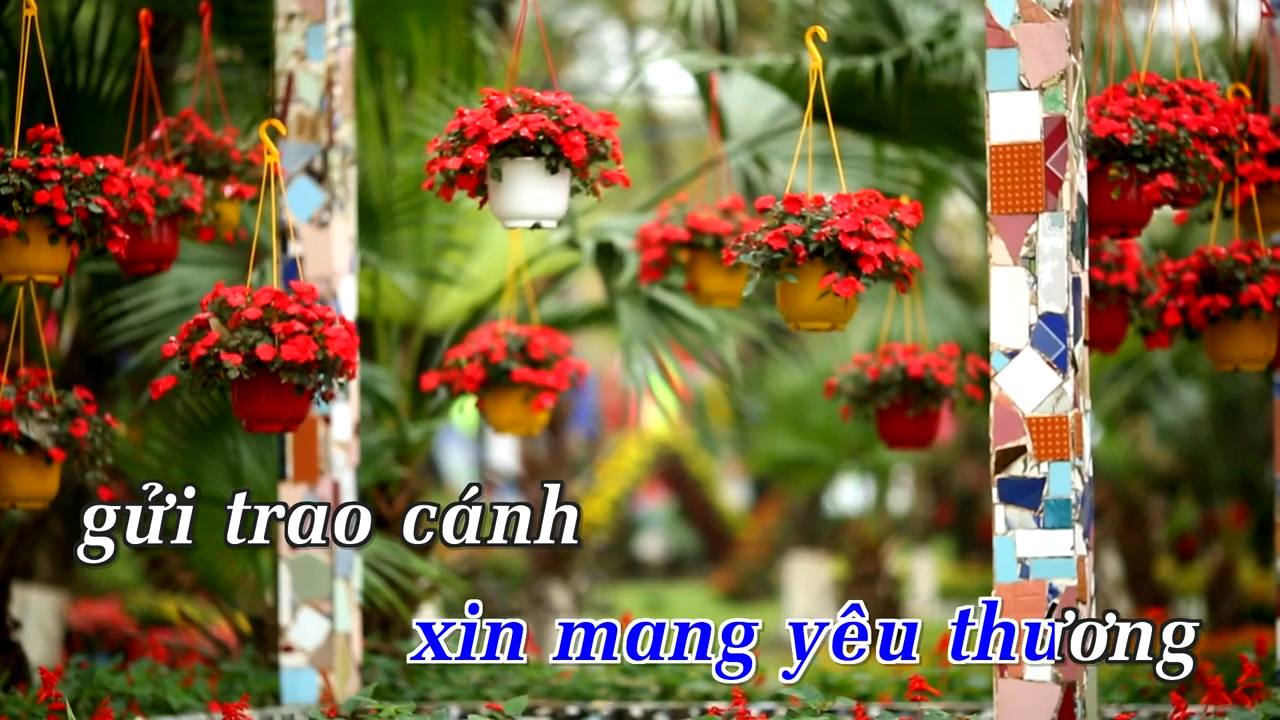 gửi trao cánh
xin mang yêu thương